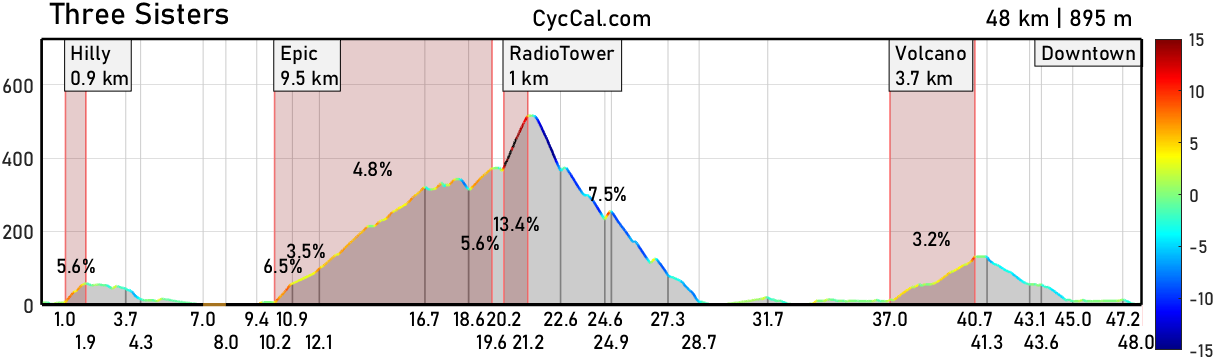 Three Sisters
CycCal.com
48 km | 895 m
Hilly
0.9 km
Epic
9.5 km
RadioTower
1 km
Volcano
3.7 km
Downtown
600
400
200
0
5.6%
6.5%
3.5%
4.8%
5.6%
13.4%
7.5%
3.2%
1.0 3.7 7.0 9.4 10.9 16.7 18.6 20.2 22.6 24.6 27.3 31.7 37.0 40.7 43.1 45.0 47.2
1.9 4.3 8.0 10.2 12.1 19.6 21.2 24.9 28.7 41.3 43.6 48.0
15
10
5
0
−5
−10
−15